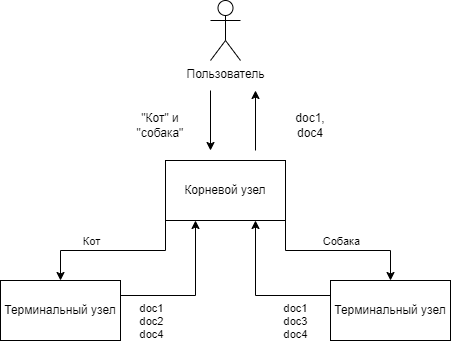 Пользователь
"Кот" и
"собака"
doc1,
doc4
Корневой узел
Кот
Собака
Терминальный узел
doc1
doc2
doc4
doc1
doc3
doc4
Терминальный узел